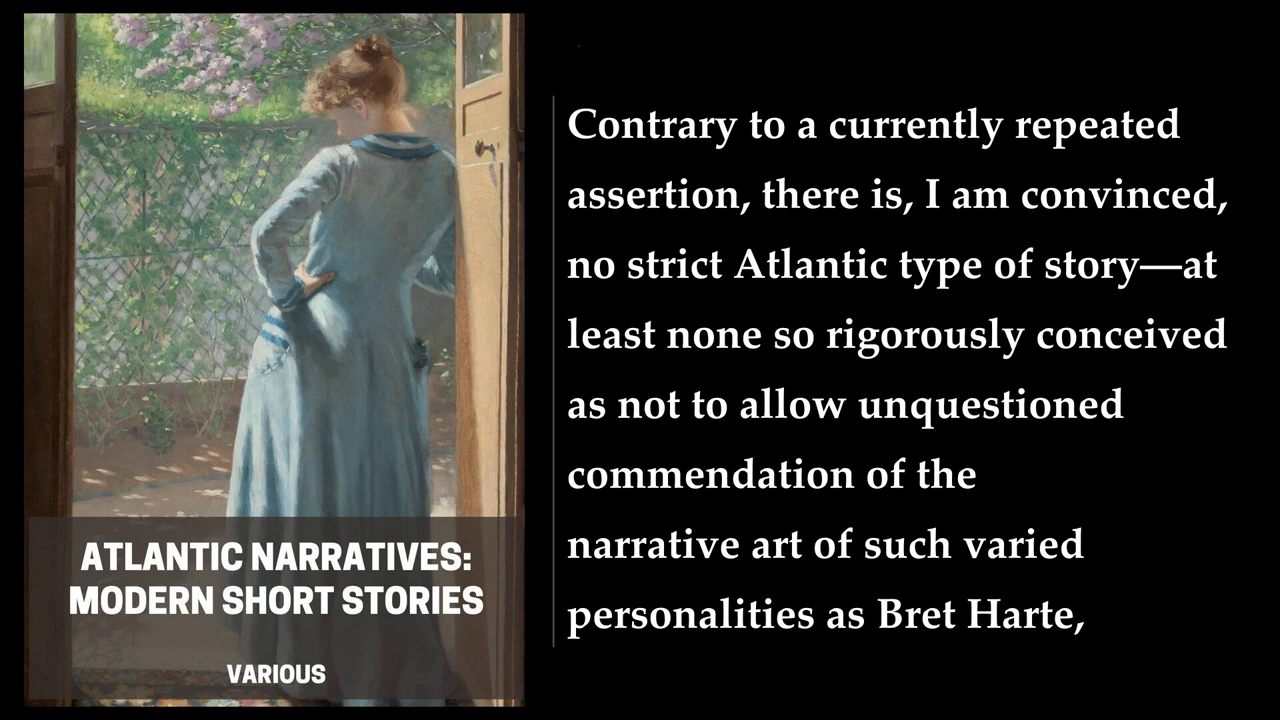 ATLANTIC NARRATIVES:
MODERN SHORT STORIES
VARIOUS
Contrary to a currently repeated
assertion, there is, I am convinced,
no strict Atlantic type of story—at
least none so rigorously conceived
as not to allow unquestioned
commendation of the
narrative art of such varied
personalities as Bret Harte,